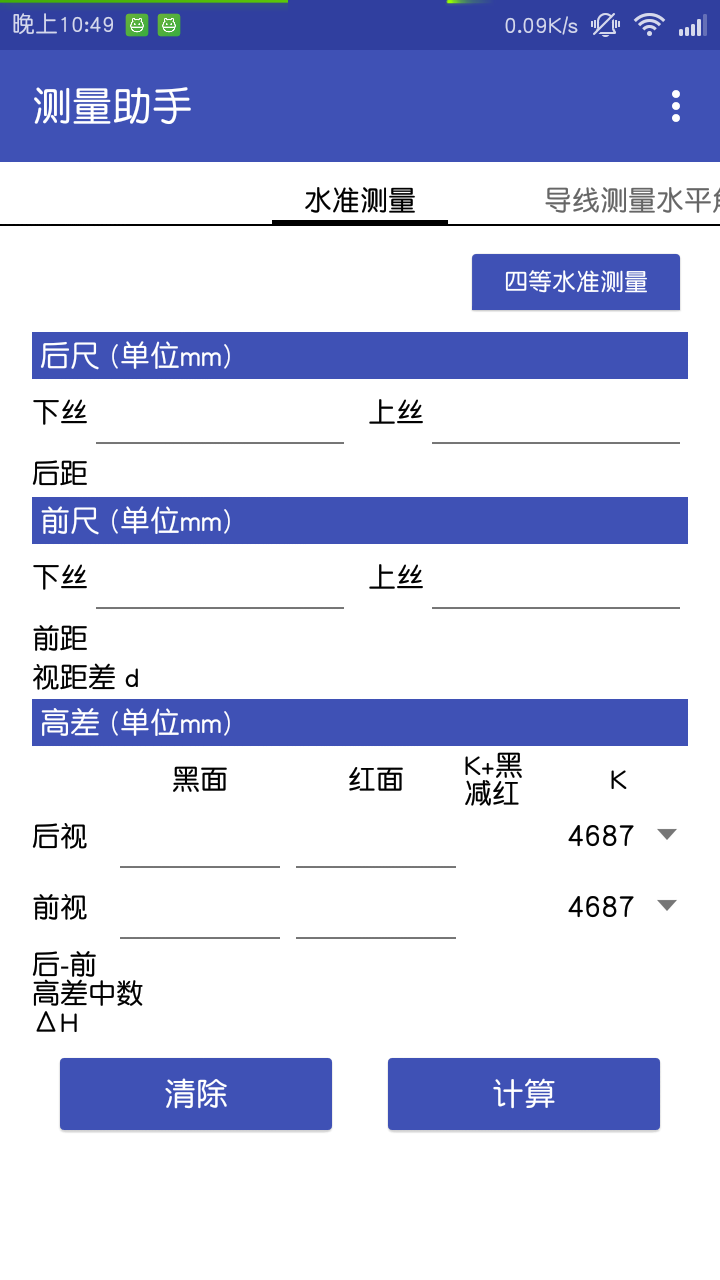 晚上10:49 0.09K/s
测量助手
水准测量 导线测量水平
四等水准测量
后尺 (单位mm)
下丝 上丝
后距
前尺 (单位mm)
下丝 上丝
前距
视距差 d
高差 (单位mm)
黑面 红面 K+黑减红 K
后视 4687
前视 4687
后-前
高差中数
ΔH
清除 计算